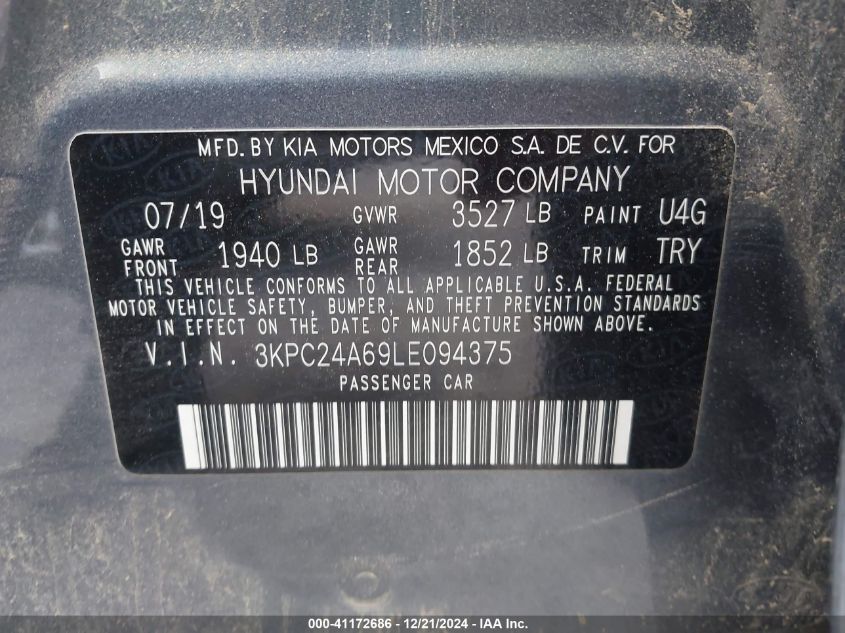 MFD. BY KIA MOTORS MEXICO S.A. DE C.V. FOR
HYUNDAI MOTOR COMPANY
07/19 GVWR 3527 LB PAINT U4G
GAWR FRONT 1940 LB GAWR REAR 1852 LB TRIM TRY
THIS VEHICLE CONFORMS TO ALL APPLICABLE U.S.A. FEDERAL
MOTOR VEHICLE SAFETY, BUMPER, AND THEFT PREVENTION STANDARDS
IN EFFECT ON THE DATE OF MANUFACTURE SHOWN ABOVE.
V.I.N. 3KPC24A69LE094375
PASSENGER CAR
000-41172686 - 12/21/2024 - IAA Inc.